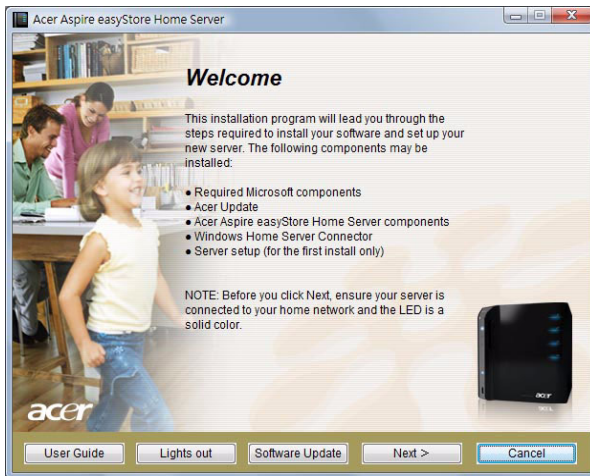 Acer Aspire easyStore Home Server
Welcome
This installation program will lead you through the
steps required to install your software and set up your
new server. The following components may be
installed:
● Required Microsoft components
● Acer Update
● Acer Aspire easyStore Home Server components
● Windows Home Server Connector
● Server setup (for the first install only)
NOTE: Before you click Next, ensure your server is
connected to your home network and the LED is a
solid color.
acer
acer
User Guide
Lights out
Software Update
Next >
Cancel